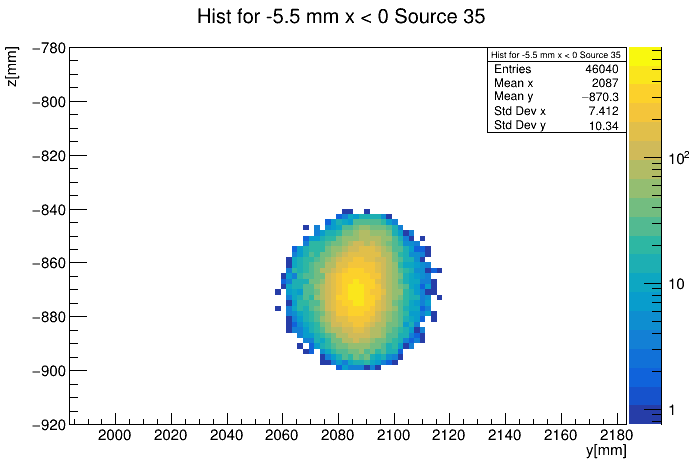 Hist for -5.5 mm x < 0 Source 35
z[mm]
−780
−800
−820
−840
−860
−880
−900
−920
Hist for -5.5 mm x < 0 Source 35
Entries 46040
Mean x 2087
Mean y −870.3
Std Dev x 7.412
Std Dev y 10.34
10²
10
1
2000 2020 2040 2060 2080 2100 2120 2140 2160 2180
y[mm]